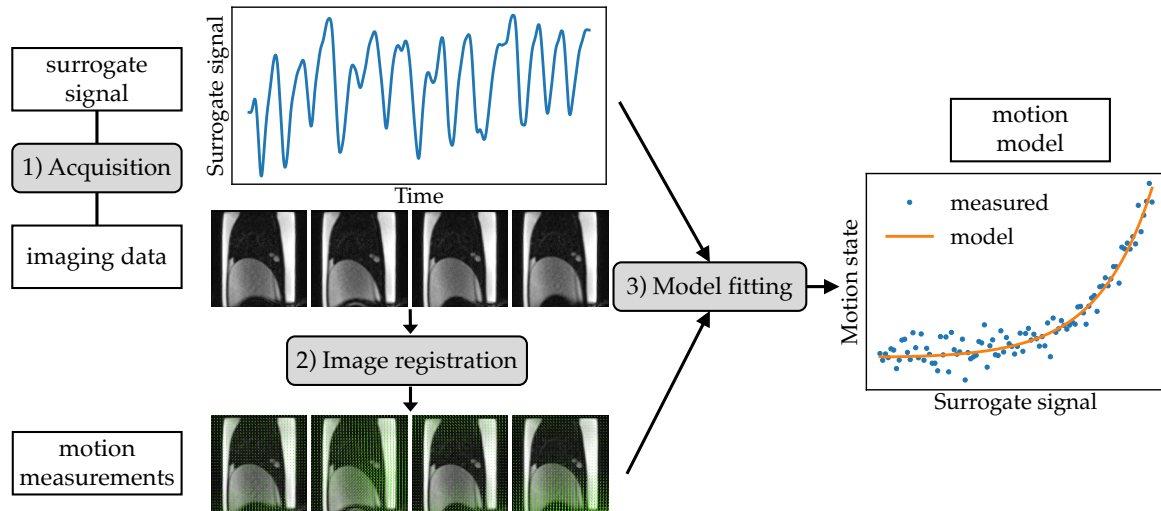 surrogate
signal
1) Acquisition
imaging data
Surrogate signal
Time
2) Image registration
motion
measurements
3) Model fitting
motion
model
measured
model
Motion state
Surrogate signal